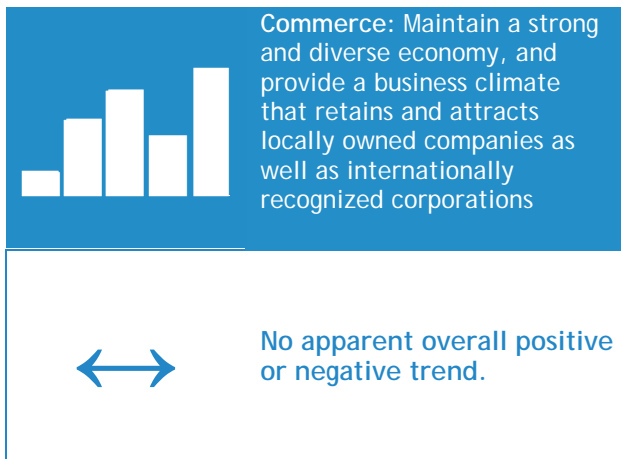 Commerce: Maintain a strong
and diverse economy, and
provide a business climate
that retains and attracts
locally owned companies as
well as internationally
recognized corporations
No apparent overall positive
or negative trend.